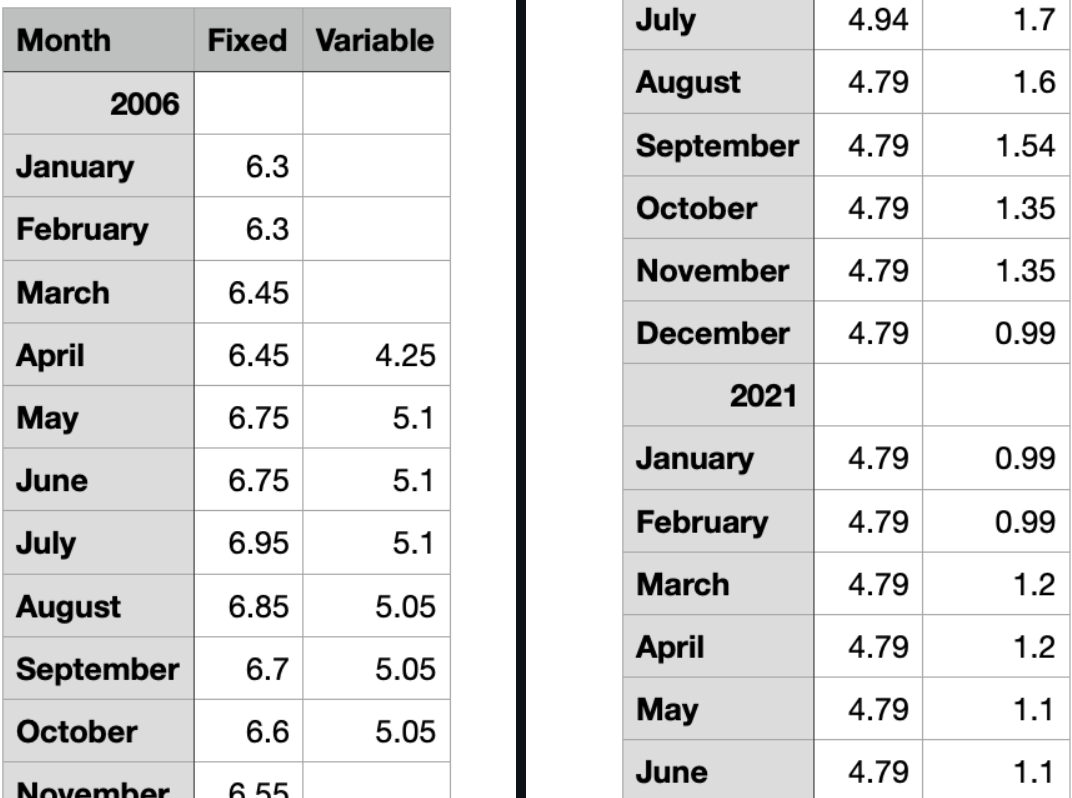 Month Fixed Variable
2006
January 6.3
February 6.3
March 6.45
April 6.45 4.25
May 6.75 5.1
June 6.75 5.1
July 6.95 5.1
August 6.85 5.05
September 6.7 5.05
October 6.6 5.05
November 6.55
July 4.94 1.7
August 4.79 1.6
September 4.79 1.54
October 4.79 1.35
November 4.79 1.35
December 4.79 0.99
2021
January 4.79 0.99
February 4.79 0.99
March 4.79 1.2
April 4.79 1.2
May 4.79 1.1
June 4.79 1.1